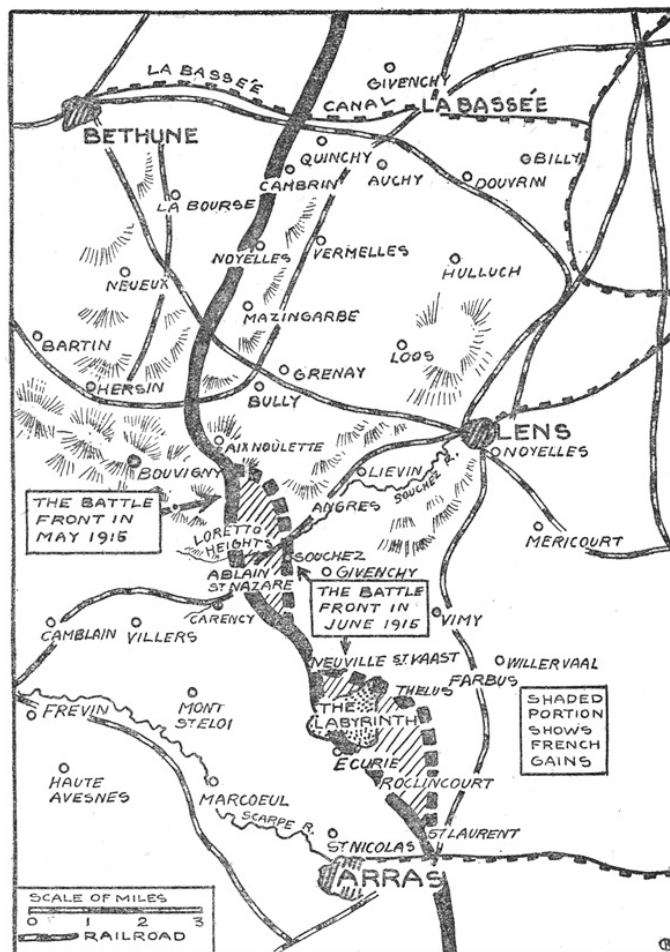 LA BASSÉE
GIVENCHY
CANAL
LA BASSÉE
BETHUNE
QUINCHY
BILLY
CAMBRIN
AUCHY
DOUVRIN
LA BOURSE
NOYELLES
VERMELLES
HULLUCH
NEUEUX
MAZINGARBE
BARTIN
LOOS
GRENAY
HERSIN
BULLY
LENS
AIX NOULETTE
NOYELLES
BOUVIGNY
LIEVIN
SOUCHEZ R.
THE BATTLE
FRONT IN
MAY 1915
ANGRES
LORETTO
HEIGHTS
MÉRICOURT
SOUCHEZ
ABLAIN
ST NAZARE
GIVENCHY
THE BATTLE
FRONT IN
JUNE 1915
CARENCY
VIMY
CAMBLAIN
VILLERS
NEUVILLE ST. VAAST
WILLERVAAL
FARBUS
THELUS
MONT
ST ELOI
THE
LABYRINTH
SHADED
PORTION
SHOWS
FRENCH
GAINS
FREVIN
ECURIE
HAUTE
AVESNES
MARCOEUL
ROCLINCOURT
SCARPE R.
ST NICOLAS
ST LAURENT
ARRAS
SCALE OF MILES
0 1 2 3
RAILROAD